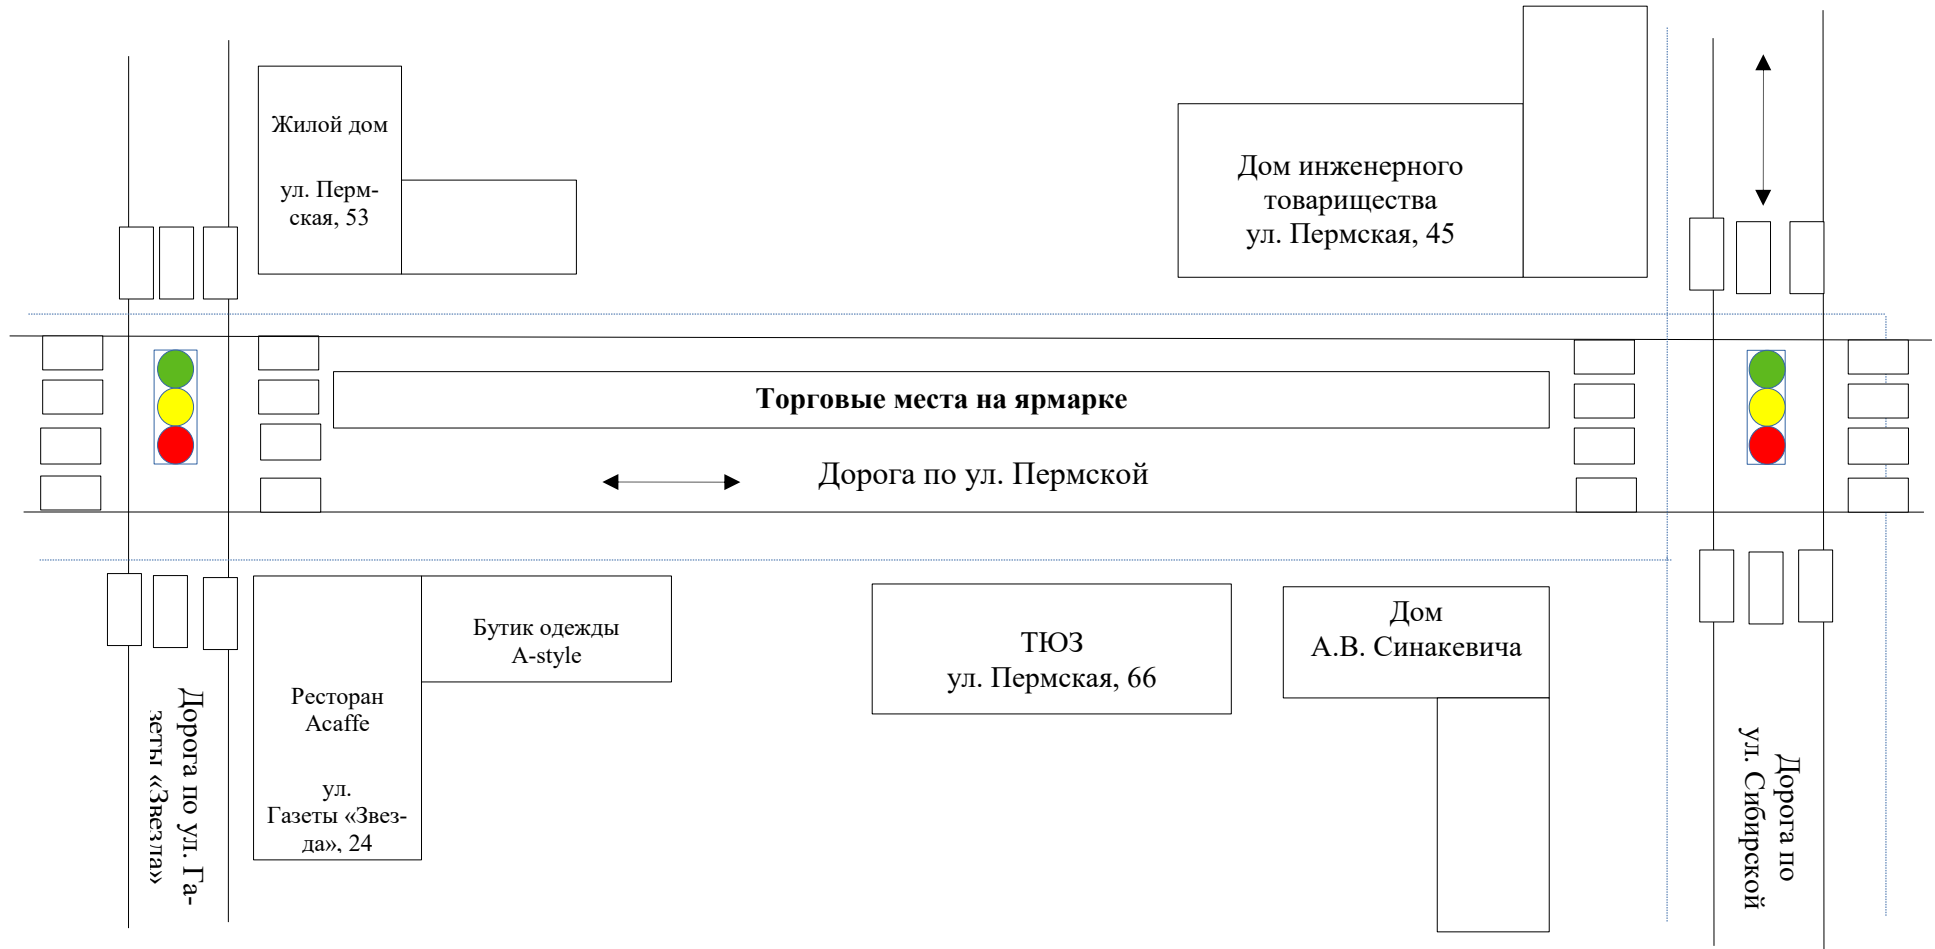 Жилой дом
ул. Перм-
ская, 53
Дом инженерного
товарищества
ул. Пермская, 45
Торговые места на ярмарке
Дорога по ул. Пермской
Бутик одежды
A-style
Ресторан
Acaffe
ул.
Газеты «Звез-
да», 24
ТЮЗ
ул. Пермская, 66
Дом
А.В. Синакевича
Дорога по ул. Га-
зеты «Звезда»
Дорога по
ул. Сибирской